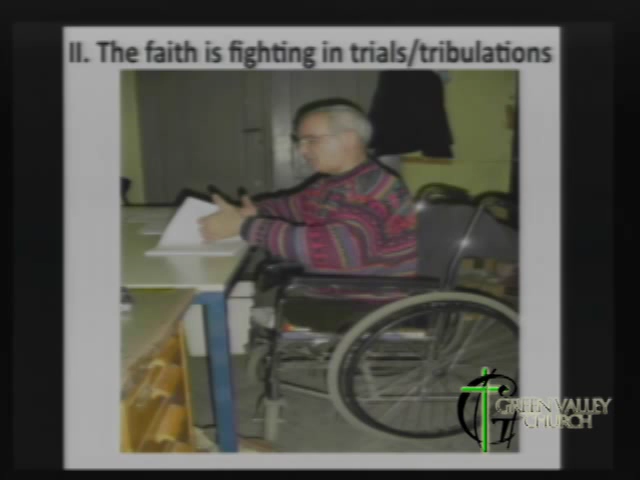 II. The faith is fighting in trials/tribulations
GREEN VALLEY
CHURCH